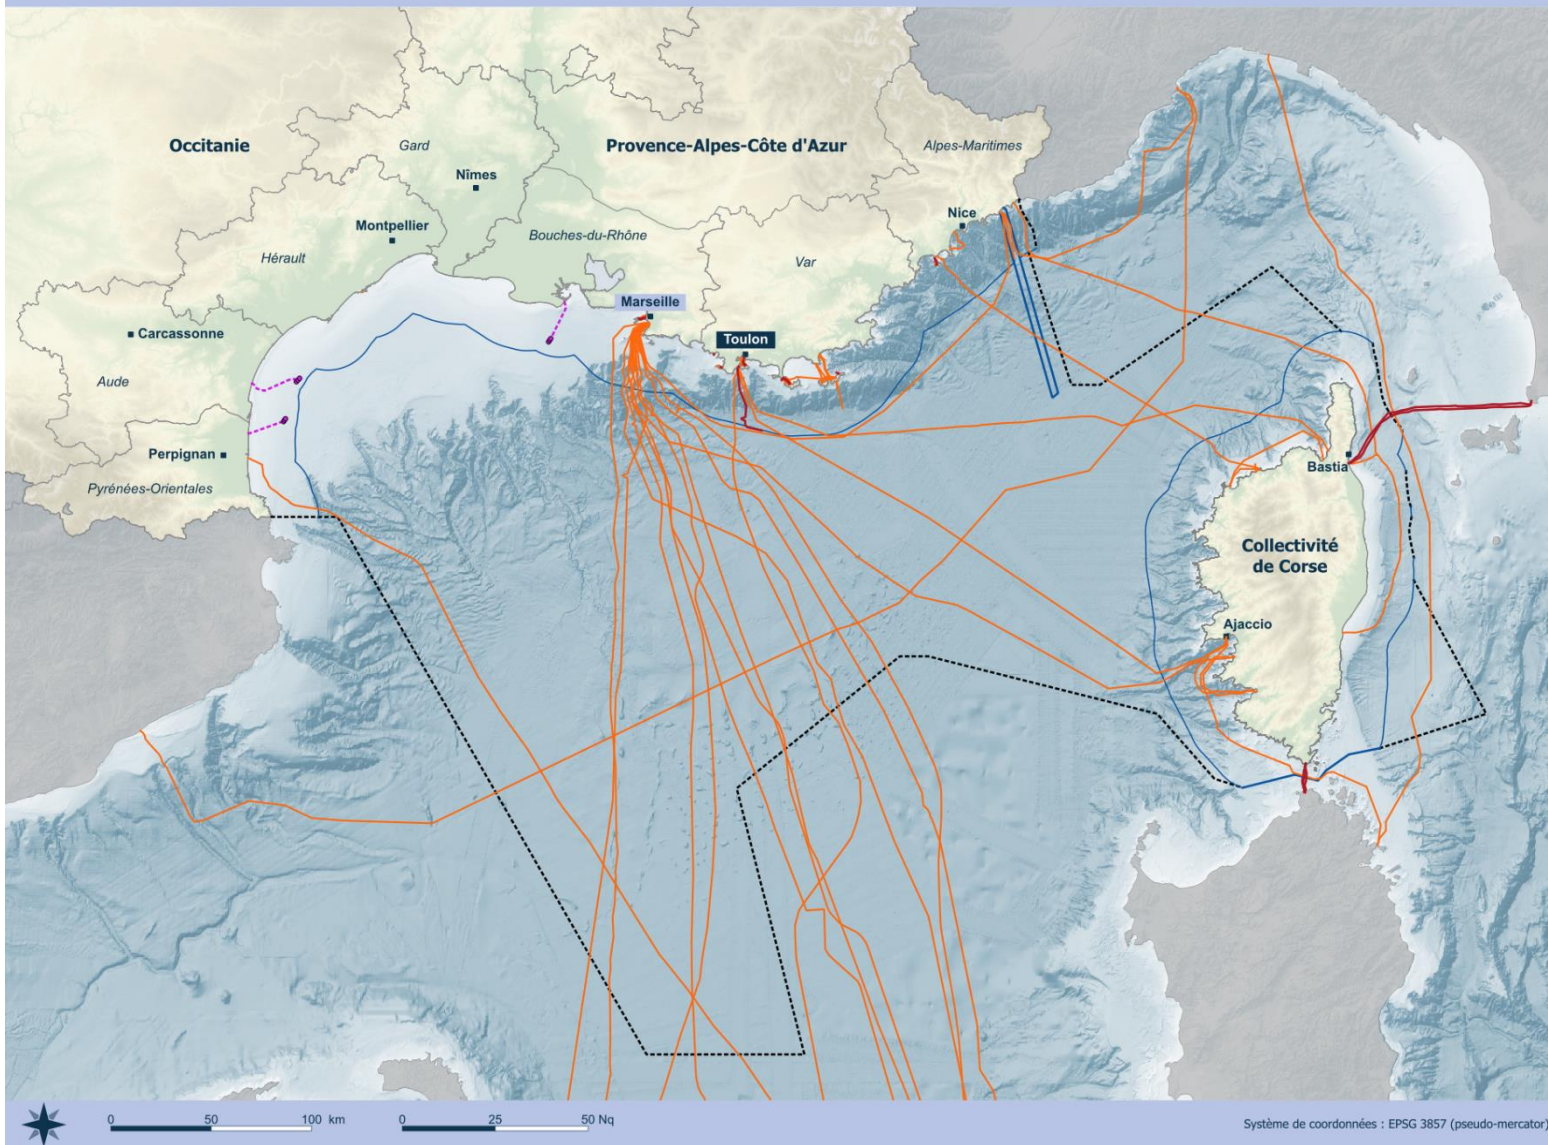 Occitanie
Gard
Provence-Alpes-Côte d'Azur
Alpes-Maritimes
Nîmes
Nice
Montpellier
Bouches-du-Rhône
Hérault
Var
Marseille
Carcassonne
Toulon
Aude
Perpignan
Bastia
Pyrénées-Orientales
Collectivité
de Corse
Ajaccio
0 50 100 km
0 25 50 Nq
Système de coordonnées : EPSG 3857 (pseudo-mercator)